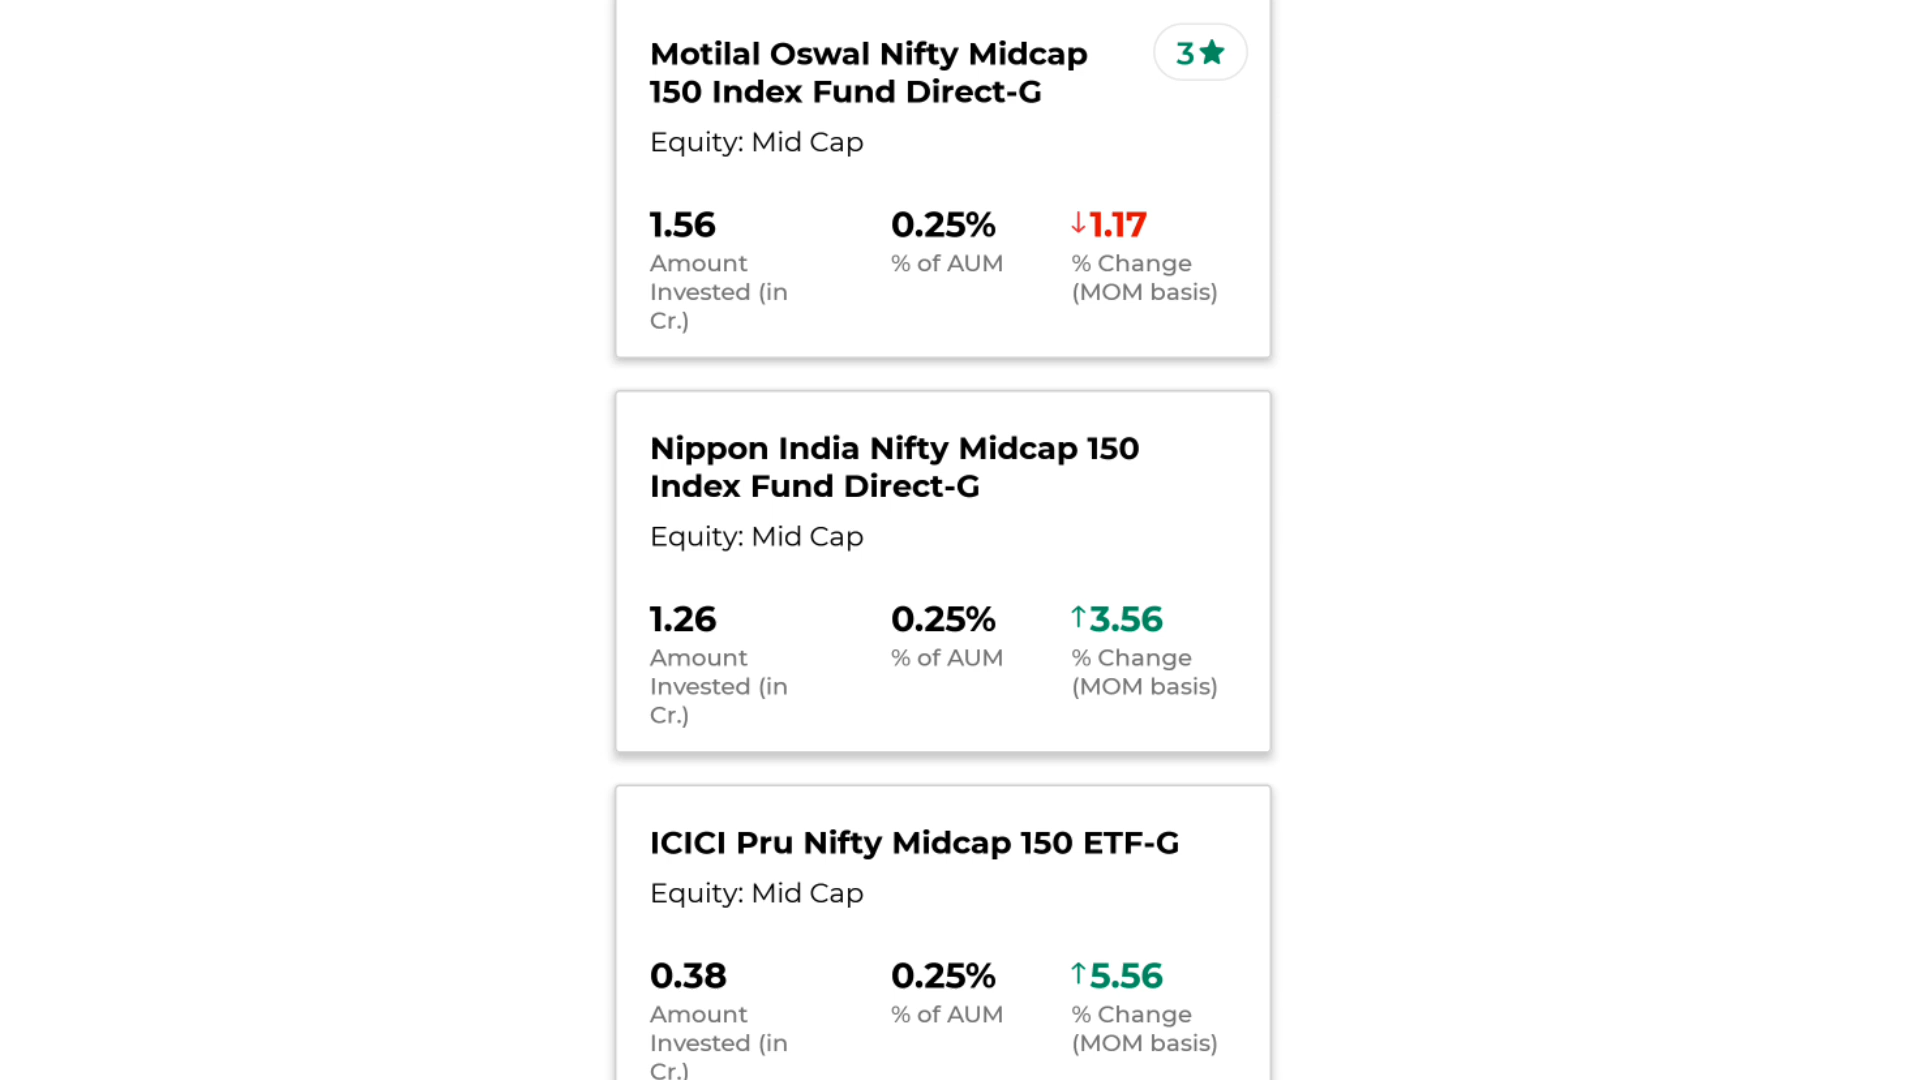 Motilal Oswal Nifty Midcap
150 Index Fund Direct-G
3★
Equity: Mid Cap
1.56
Amount
Invested (in
Cr.)
0.25%
% of AUM
↓1.17
% Change
(MOM basis)
Nippon India Nifty Midcap 150
Index Fund Direct-G
Equity: Mid Cap
1.26
Amount
Invested (in
Cr.)
0.25%
% of AUM
↑3.56
% Change
(MOM basis)
ICICI Pru Nifty Midcap 150 ETF-G
Equity: Mid Cap
0.38
Amount
Invested (in
Cr.)
0.25%
% of AUM
↑5.56
% Change
(MOM basis)